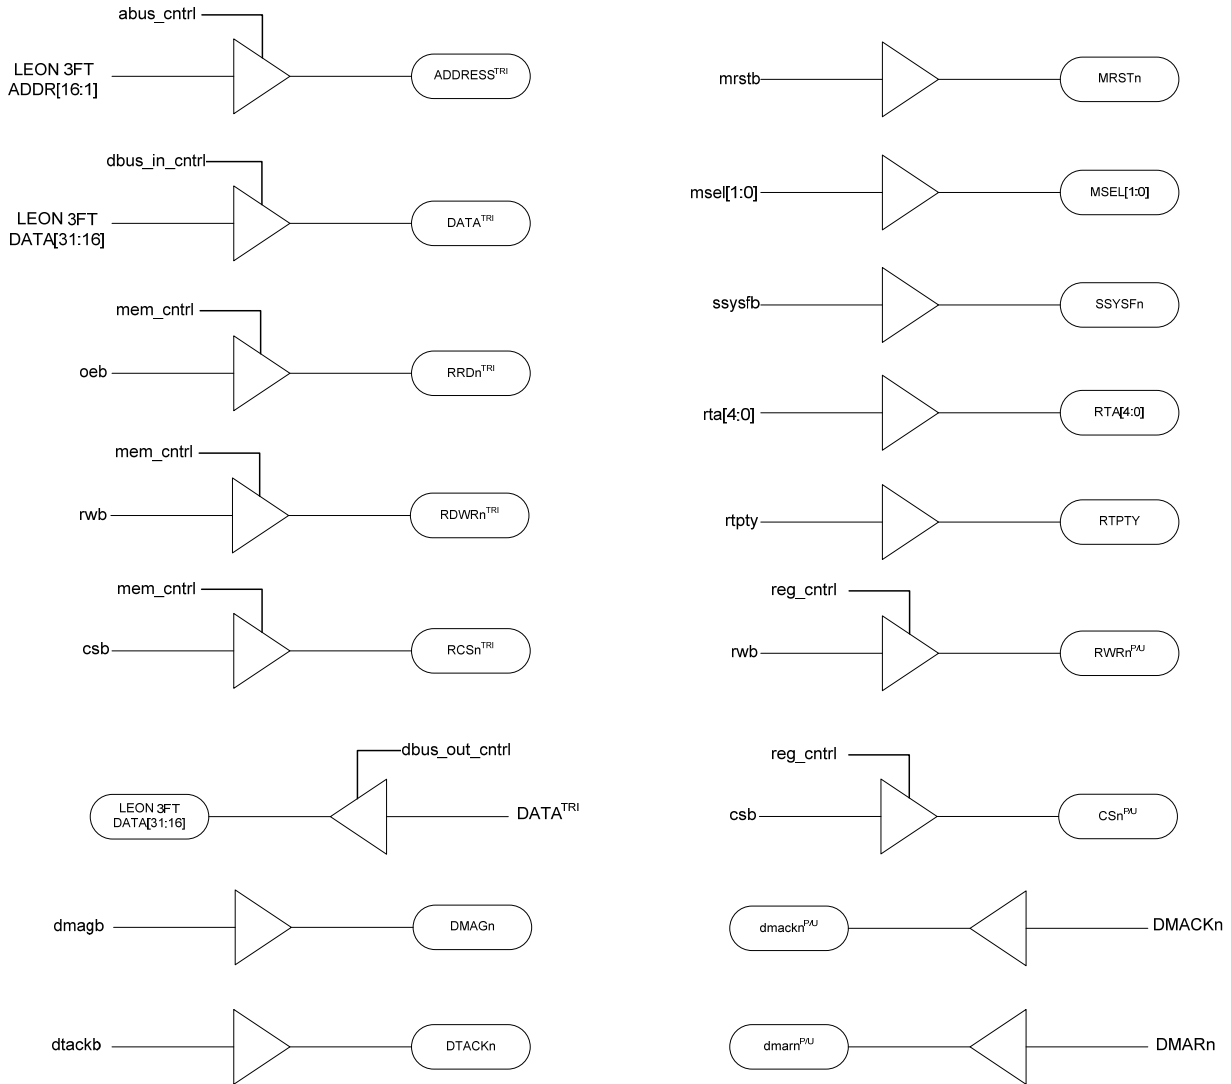 abus_cntrl
LEON 3FT
ADDR[16:1]
ADDRESS^TRI
dbus_in_cntrl
LEON 3FT
DATA[31:16]
DATA^TRI
mem_cntrl
oeb
RRDn^TRI
mem_cntrl
rwb
RDWRn^TRI
mem_cntrl
csb
RCSn^TRI
dbus_out_cntrl
LEON 3FT
DATA[31:16]
DATA^TRI
dmagb
DMAGn
dtackb
DTACKn
mrstb
MRSTn
msel[1:0]
MSEL[1:0]
ssysfb
SSYSFn
rta[4:0]
RTA[4:0]
rtpty
RTPTY
reg_cntrl
rwb
RWRn^P/U
reg_cntrl
csb
CSn^P/U
dmackn^P/U
DMACKn
dmarn^P/U
DMARn